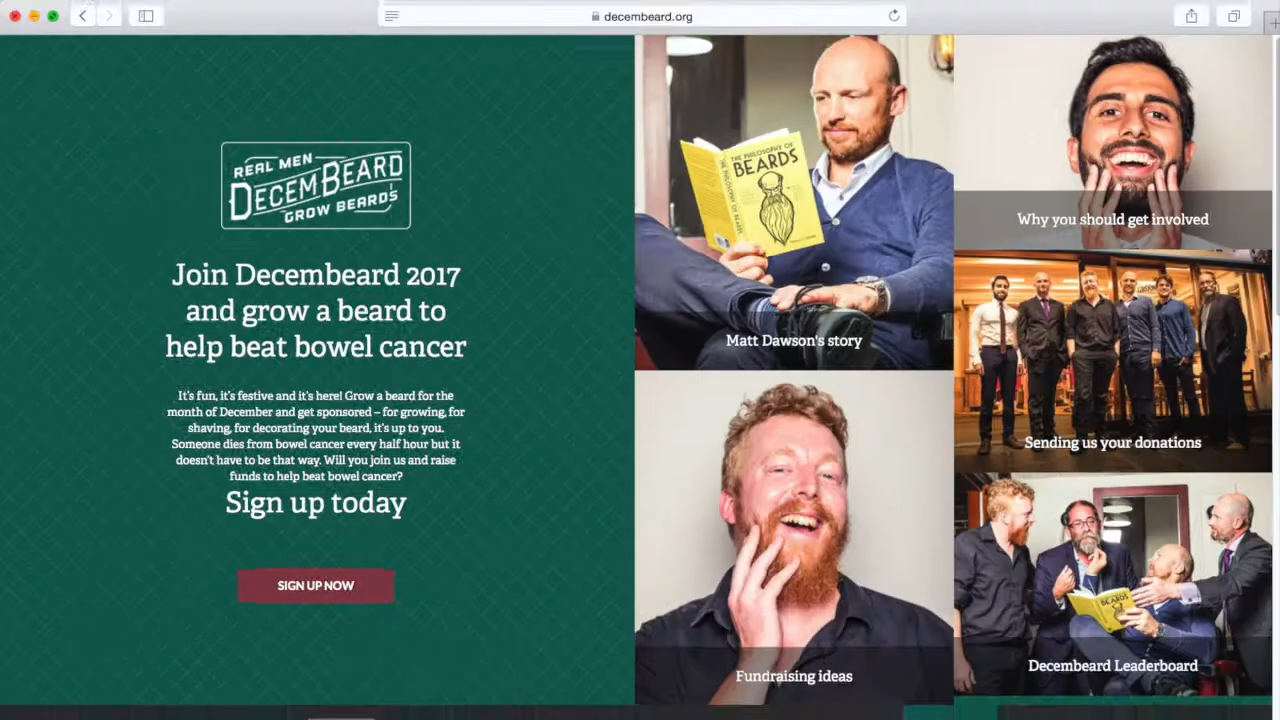 decembeard.org
REAL MEN
DECEMBEARD
GROW BEARDS
Join Decembeard 2017
and grow a beard to
help beat bowel cancer
It's fun, it's festive and it's here! Grow a beard for the
month of December and get sponsored – for growing, for
shaving, for decorating your beard, it's up to you.
Someone dies from bowel cancer every half hour but it
doesn't have to be that way. Will you join us and raise
funds to help beat bowel cancer?
Sign up today
SIGN UP NOW
THE PHILOSOPHY OF
BEARDS
Matt Dawson's story
Why you should get involved
Sending us your donations
Fundraising ideas
BEARDS
Decembeard Leaderboard